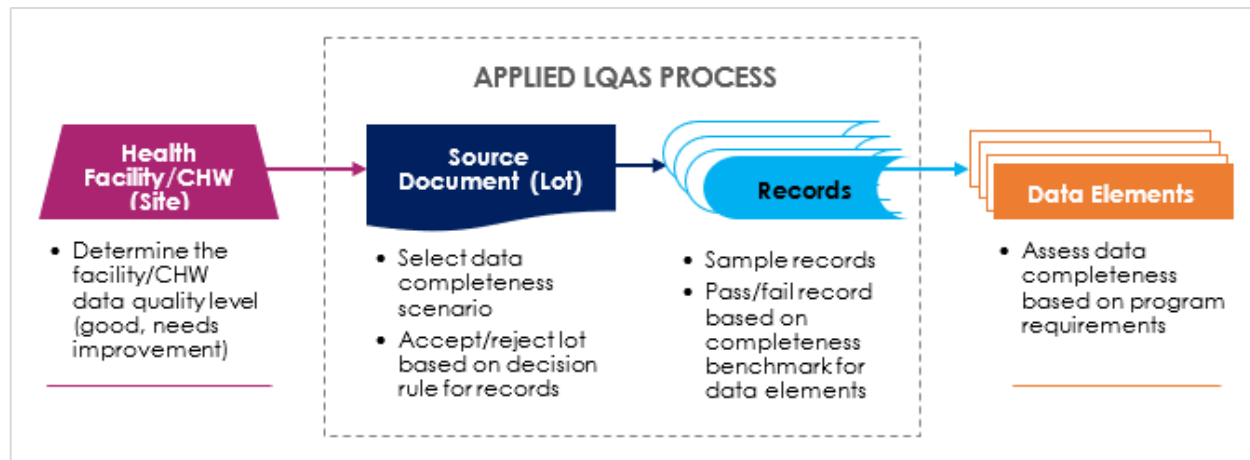 APPLIED LQAS PROCESS
Health
Facility/CHW
(Site)
• Determine the
facility/CHW
data quality level
(good, needs
improvement)
Source
Document (Lot)
• Select data
completeness
scenario
• Accept/reject lot
based on decision
rule for records
Records
• Sample records
• Pass/fail record
based on
completeness
benchmark for
data elements
Data Elements
• Assess data
completeness
based on program
requirements